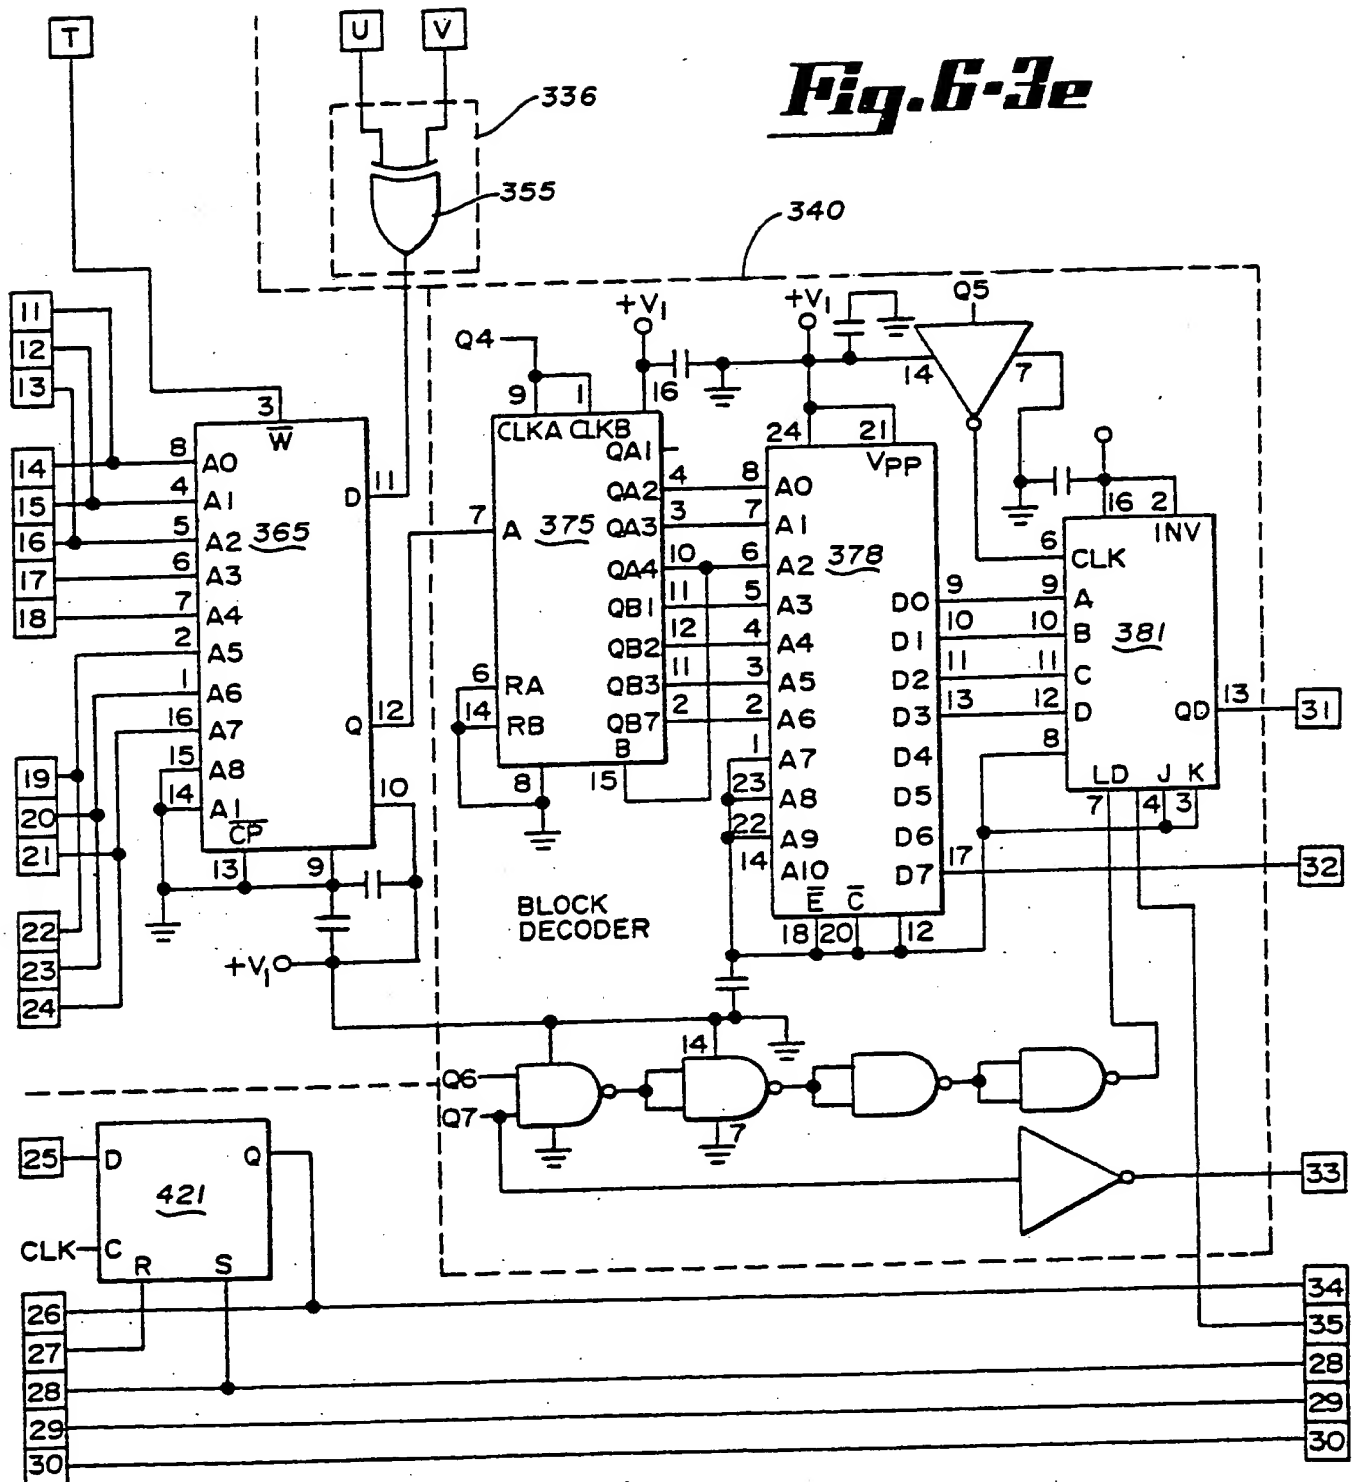 T
U
V
Fig. 6-3e
336
355
340
11
12
13
14
15
16
17
18
19
20
21
22
23
24
3
W̅
8 A0
4 A1
5 A2
6 A3
7 A4
2 A5
1 A6
16 A7
15 A8
14 A1
C̅P̅
365
D 11
Q 12
10
13
9
+V1
Q4
9
1
+V1
16
CLKA CLKB
QA1
QA2 4
QA3 3
QA4 10
QB1 11
QB2 12
QB3 11
QB7 2
7 A
375
6 RA
14 RB
B
8
15
BLOCK
DECODER
+V1
24
21
VPP
8 A0
7 A1
6 A2
5 A3
4 A4
3 A5
2 A6
1 A7
23 A8
22 A9
14 A10
378
D0 9
D1 10
D2 11
D3 13
D4
D5
D6
D7 17
E̅ C̅
18
20
12
Q5
14
7
16
2
INV
6 CLK
9 A
10 B
11 C
12 D
8
381
QD 13
LD J K
7
4
3
31
32
Q6
Q7
14
7
33
25
D Q
421
CLK C
R S
26
27
28
29
30
34
35
28
29
30